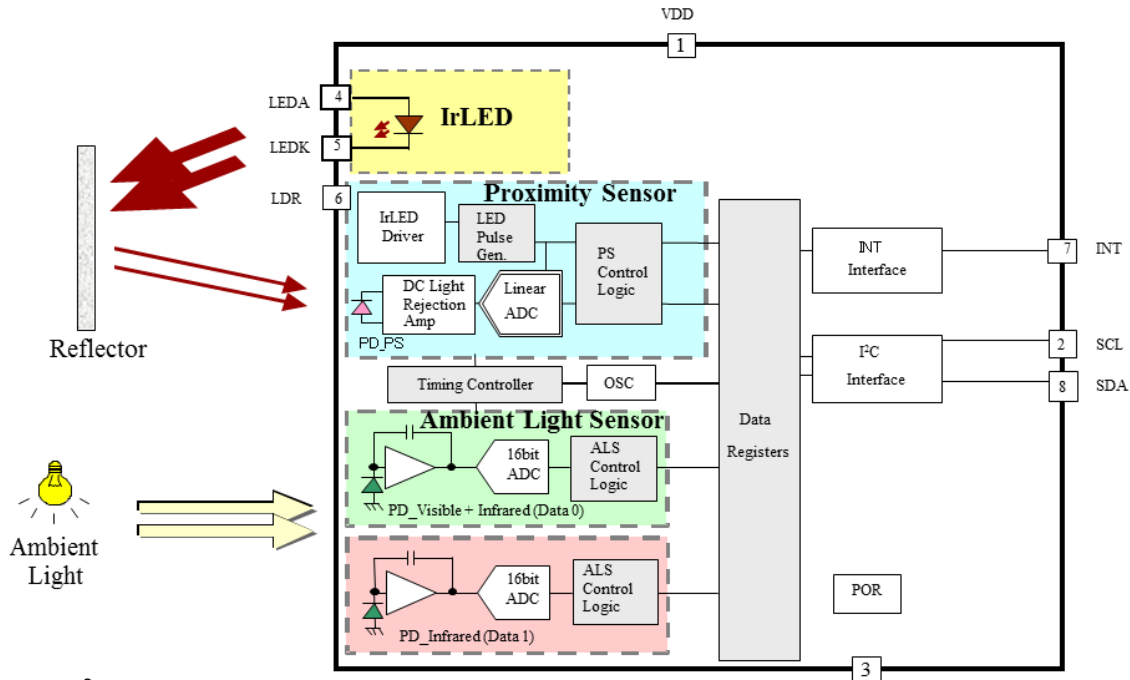 VDD
1
LEDA
4
IrLED
LEDK
5
LDR
6
Proximity Sensor
IrLED
Driver
LED
Pulse
Gen.
PS
Control
Logic
DC Light
Rejection
Amp
Linear
ADC
PD_PS
INT
Interface
7
INT
Reflector
I²C
Interface
2
SCL
8
SDA
Timing Controller
OSC
Data
Registers
Ambient Light Sensor
16bit
ADC
ALS
Control
Logic
PD_Visible + Infrared (Data 0)
Ambient
Light
16bit
ADC
ALS
Control
Logic
PD_Infrared (Data 1)
POR
3